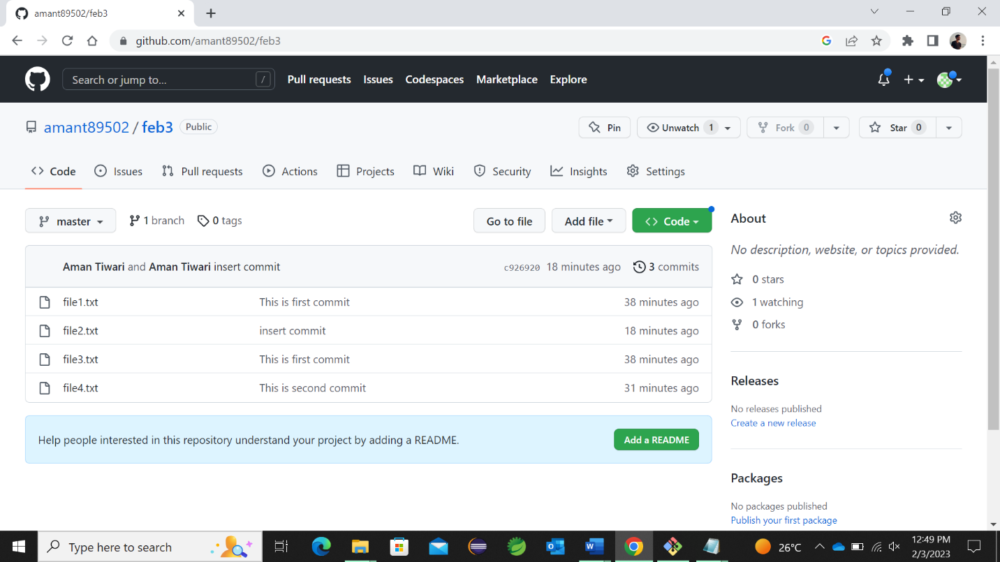 amant89502/feb3
github.com/amant89502/feb3
Search or jump to... / Pull requests Issues Codespaces Marketplace Explore
amant89502 / feb3 Public Pin Unwatch 1 Fork 0 Star 0
Code Issues Pull requests Actions Projects Wiki Security Insights Settings
master 1 branch 0 tags Go to file Add file Code
Aman Tiwari and Aman Tiwari insert commit c926920 18 minutes ago 3 commits
file1.txt This is first commit 38 minutes ago
file2.txt insert commit 18 minutes ago
file3.txt This is first commit 38 minutes ago
file4.txt This is second commit 31 minutes ago
Help people interested in this repository understand your project by adding a README. Add a README
About
No description, website, or topics provided.
0 stars
1 watching
0 forks
Releases
No releases published
Create a new release
Packages
No packages published
Publish your first package
Type here to search 26°C 12:49 PM
2/3/2023